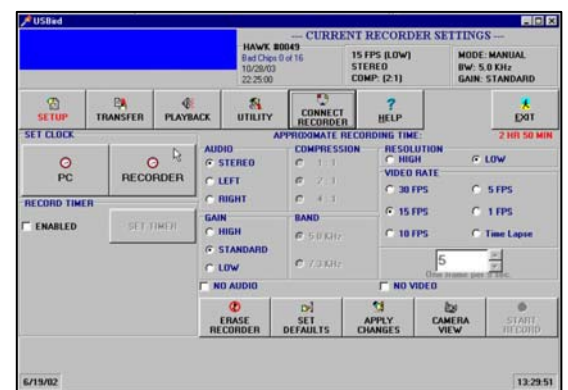 USBed
— CURRENT RECORDER SETTINGS —
HAWK #0049
Bad Chips 0 of 16
10/28/03
22:25:00
15 FPS (LOW)
STEREO
COMP: (2:1)
MODE: MANUAL
BW: 5.0 KHz
GAIN: STANDARD
SETUP TRANSFER PLAYBACK UTILITY CONNECT RECORDER HELP EXIT
SET CLOCK
APPROXIMATE RECORDING TIME: 2 HR 50 MIN
PC RECORDER
RECORD TIMER
ENABLED SET TIMER
AUDIO
STEREO
LEFT
RIGHT
COMPRESSION
1 : 1
2 : 1
4 : 1
RESOLUTION
HIGH LOW
VIDEO RATE
30 FPS 5 FPS
15 FPS 1 FPS
10 FPS Time Lapse
GAIN
HIGH
STANDARD
LOW
BAND
5.0 KHz
7.3 KHz
5
One frame per 5 sec.
NO AUDIO NO VIDEO
ERASE RECORDER SET DEFAULTS APPLY CHANGES CAMERA VIEW START RECORD
6/19/02 13:29:51